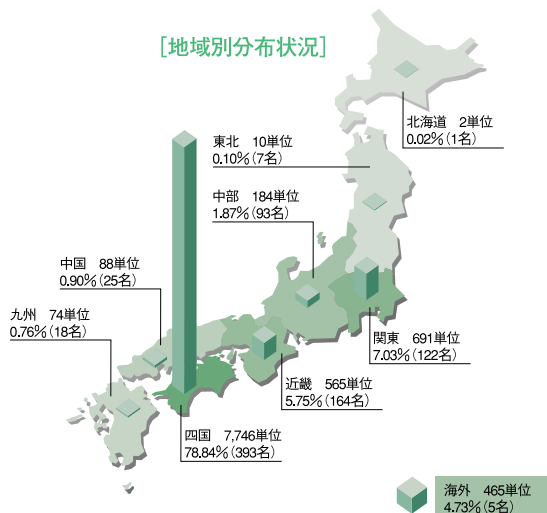 ［地域別分布状況］
北海道　2単位
0.02％（1名）
東北　10単位
0.10％（7名）
中部　184単位
1.87％（93名）
中国　88単位
0.90％（25名）
九州　74単位
0.76％（18名）
関東　691単位
7.03％（122名）
近畿　565単位
5.75％（164名）
四国　7,746単位
78.84％（393名）
海外　465単位
4.73％（5名）